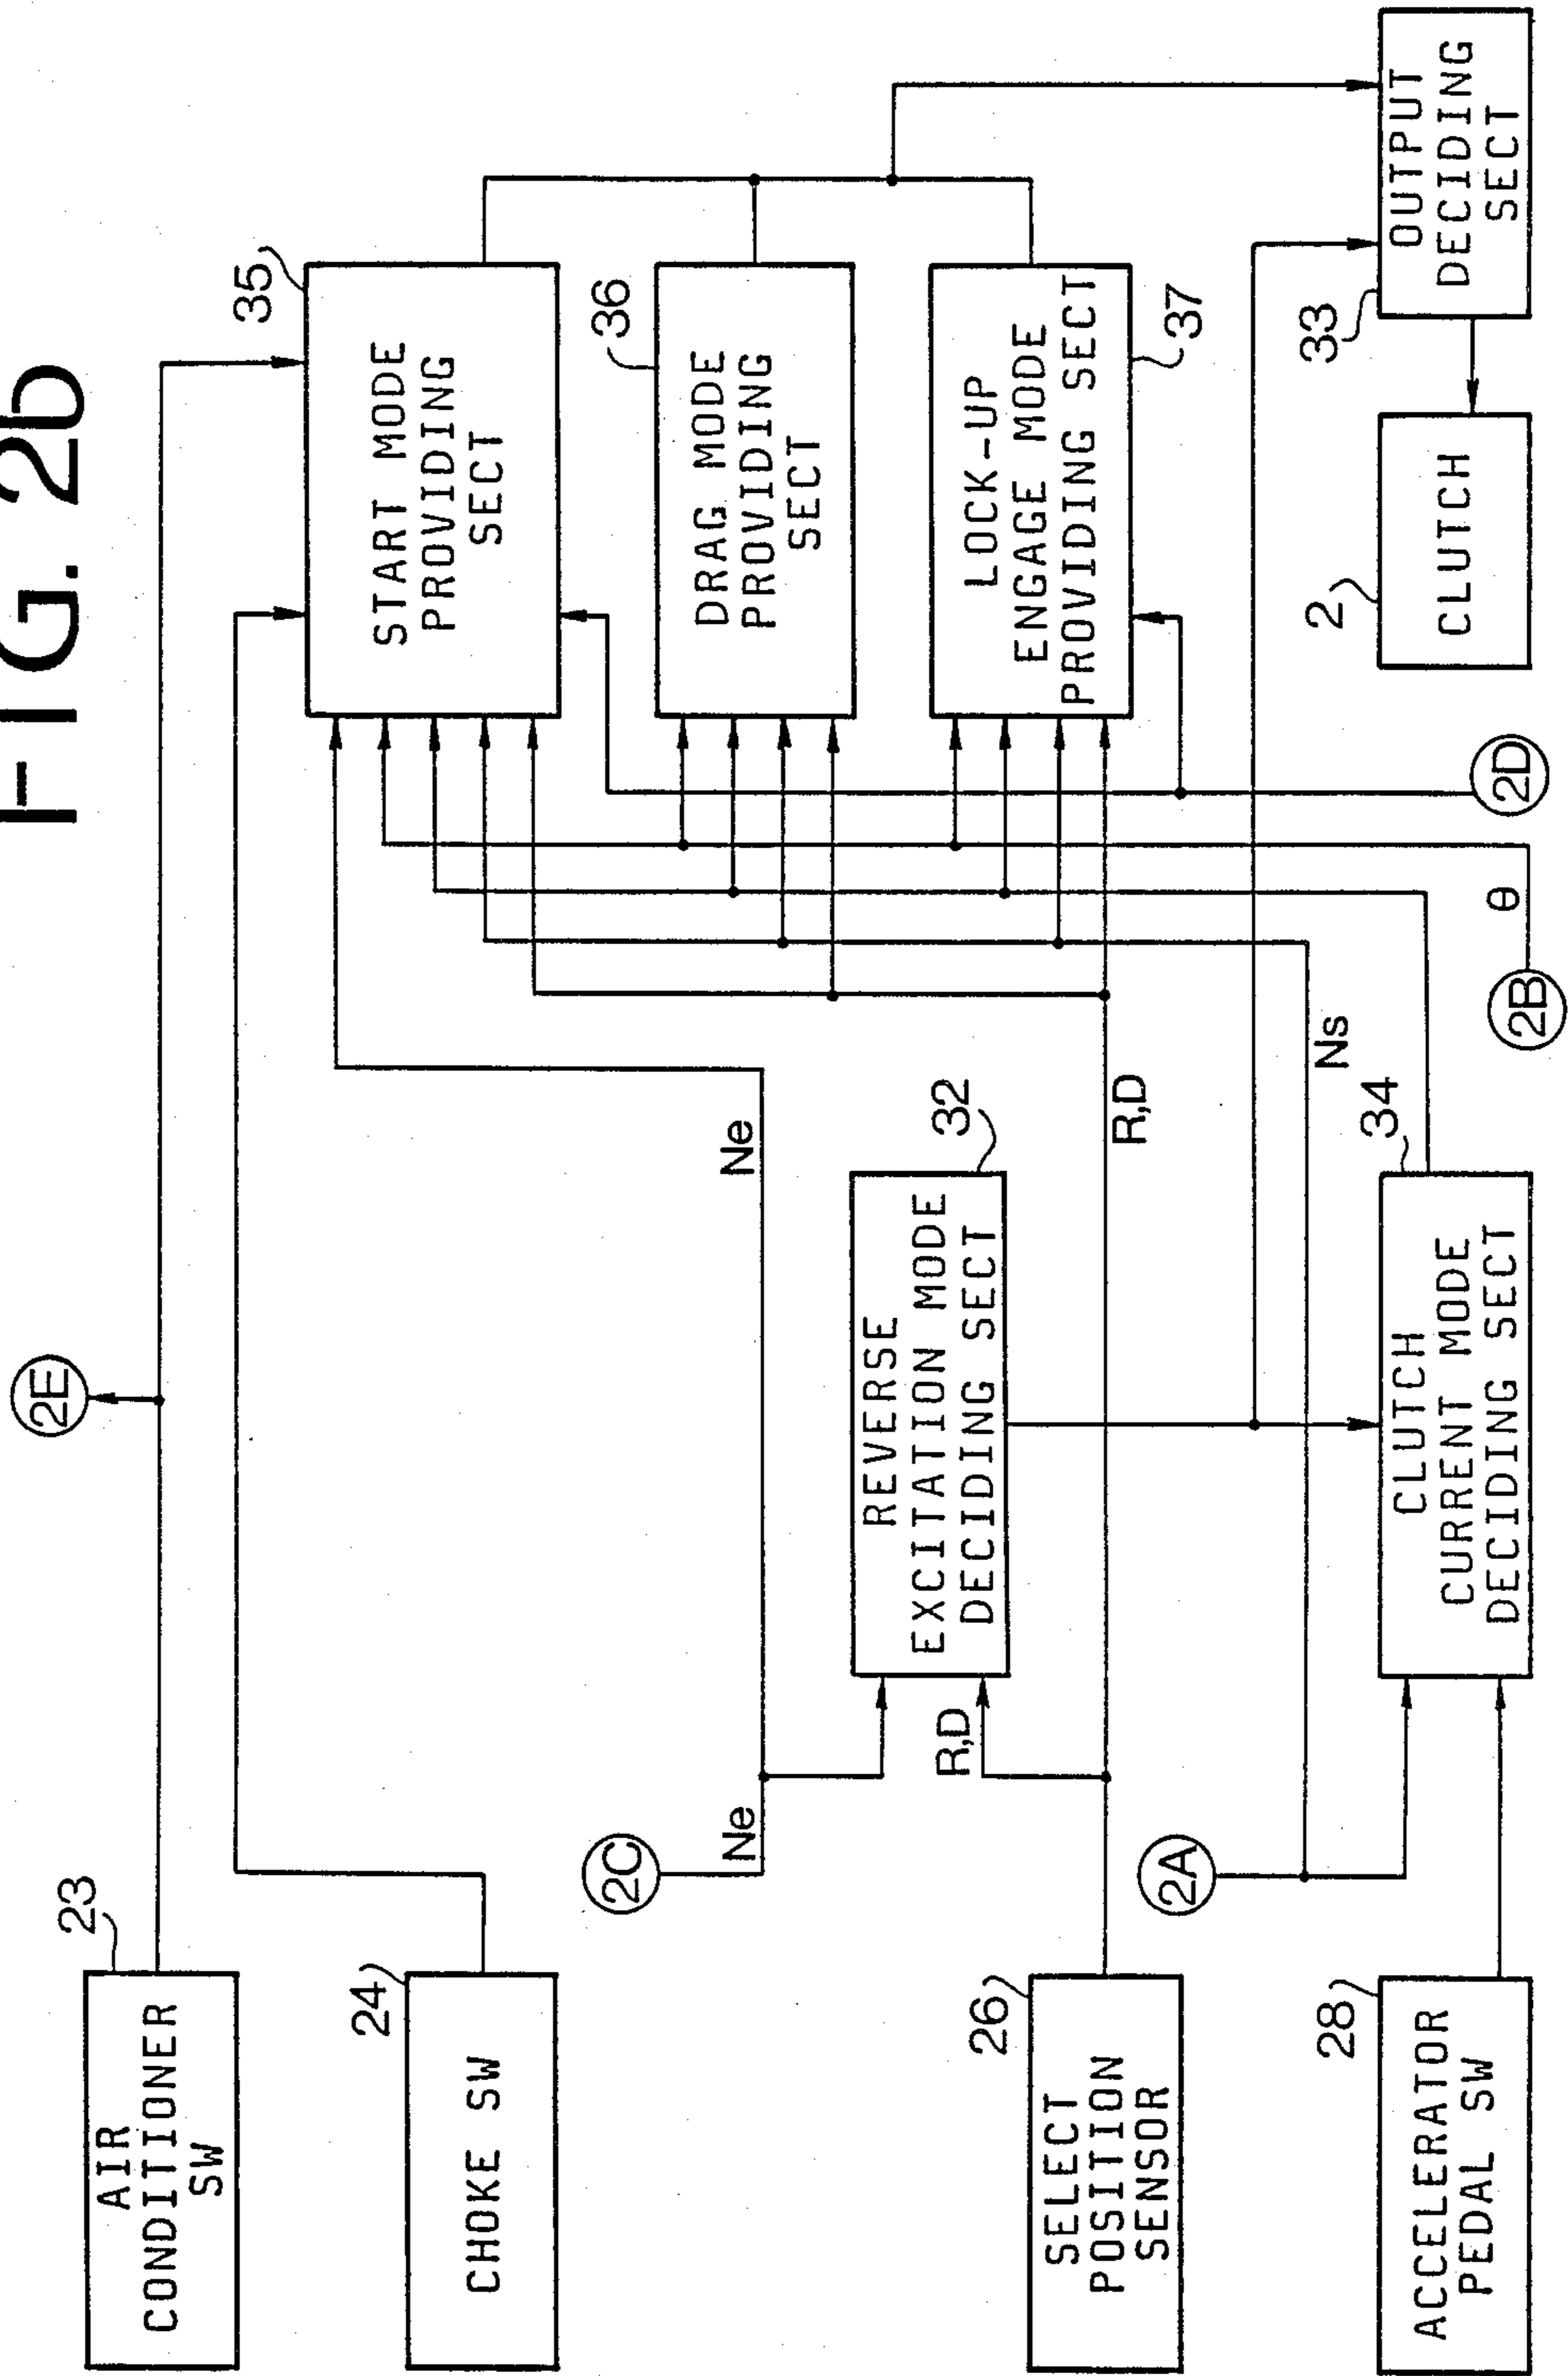 FIG. 2b
2E
23
AIR
CONDITIONER
SW
24
CHOKE SW
35
START MODE
PROVIDING
SECT
2C
Ne
Ne
36
DRAG MODE
PROVIDING
SECT
32
REVERSE
EXCITATION MODE
DECIDING SECT
R,D
R,D
26
SELECT
POSITION
SENSOR
37
LOCK-UP
ENGAGE MODE
PROVIDING SECT
2A
Ns
28
ACCELERATOR
PEDAL SW
34
CLUTCH
CURRENT MODE
DECIDING SECT
2B
θ
2D
2
CLUTCH
33
OUTPUT
DECIDING
SECT